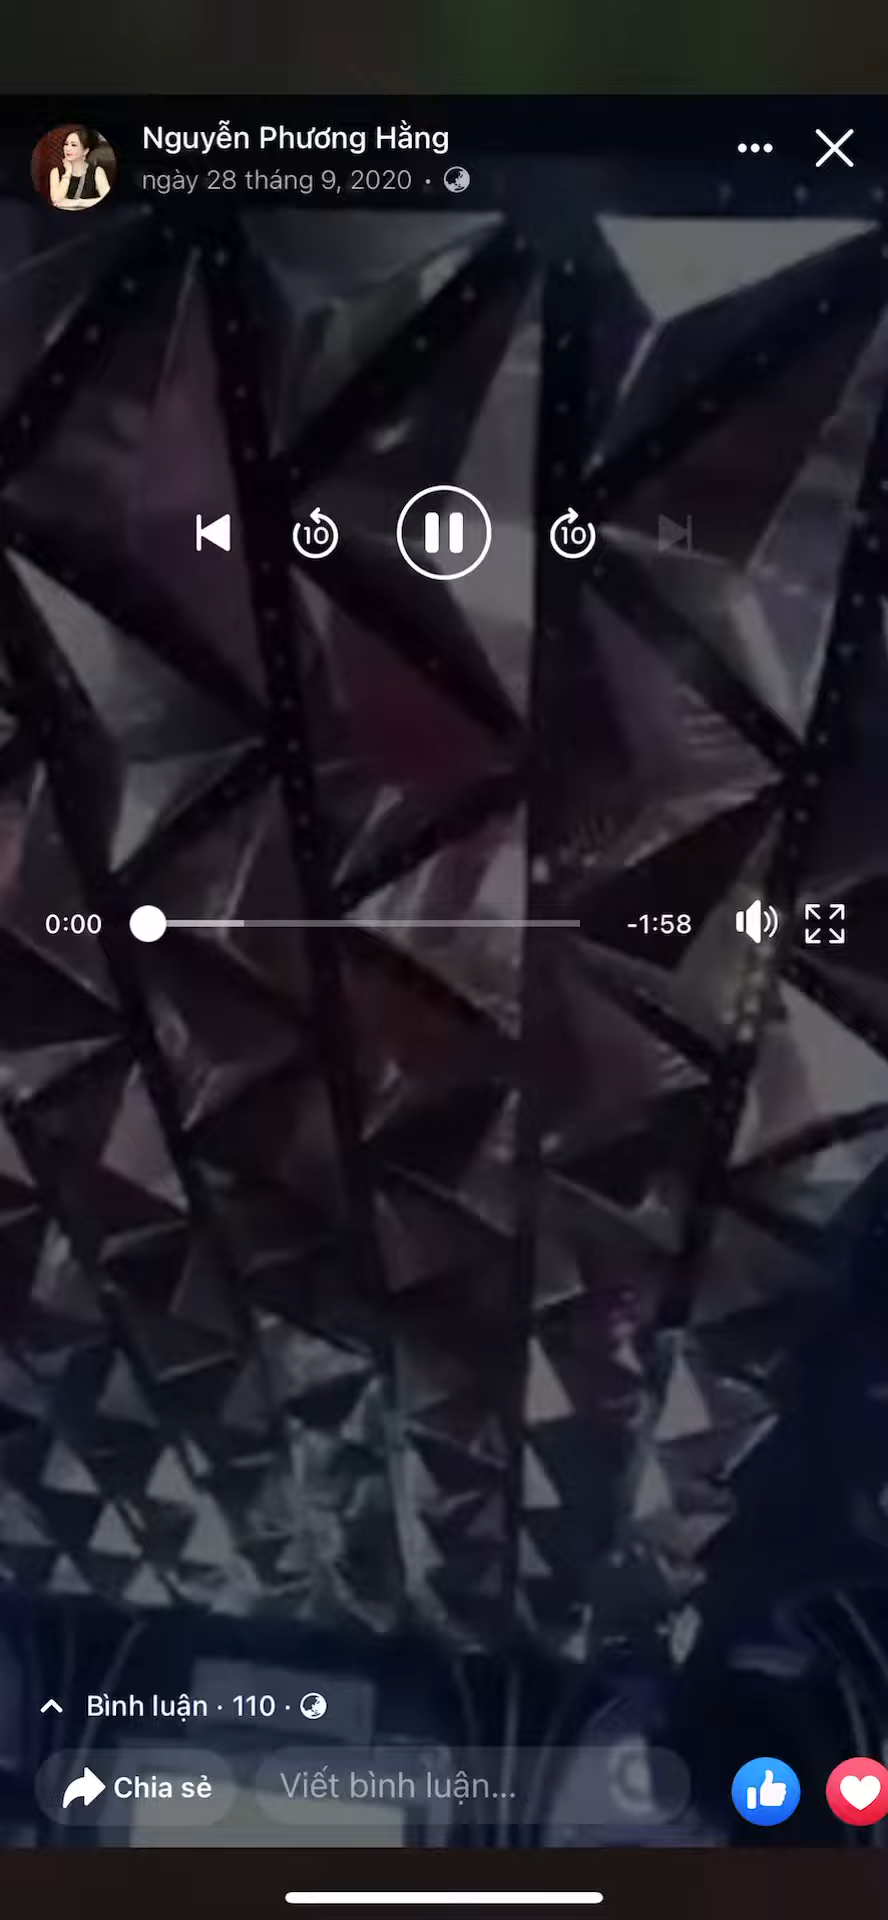 Nguyễn Phương Hằng
ngày 28 tháng 9, 2020 ·
10
10
0:00
-1:58
Bình luận · 110 ·
Chia sẻ
Viết bình luận...